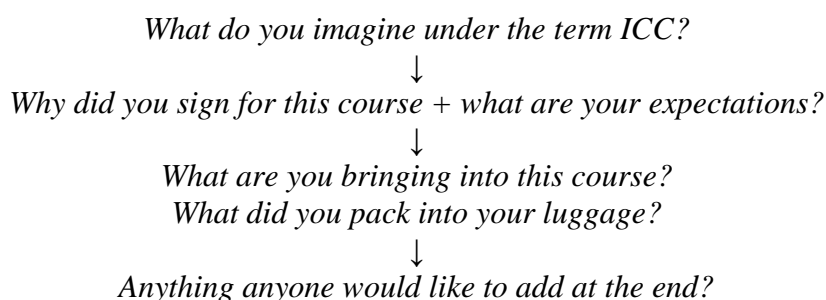 What do you imagine under the term ICC?
↓
Why did you sign for this course + what are your expectations?
↓
What are you bringing into this course?
What did you pack into your luggage?
↓
Anything anyone would like to add at the end?